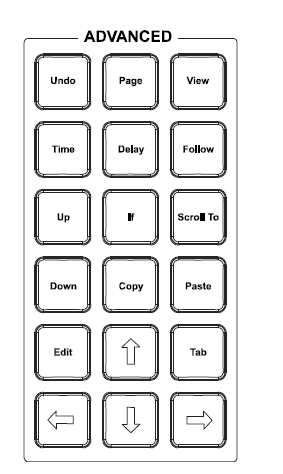 ADVANCED
Undo Page View
Time Delay Follow
Up If Scroll To
Down Copy Paste
Edit Tab